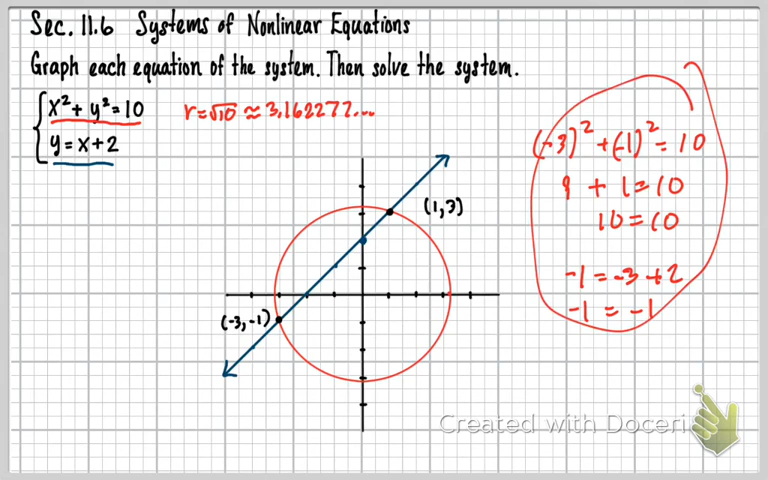 Sec. 11.6 Systems of Nonlinear Equations
Graph each equation of the system. Then solve the system.
x² + y² = 10
r = √10 ≈ 3.162277...
y = x + 2
(1, 3)
(-3, -1)
(-3)² + (-1)² = 10
9 + 1 = 10
10 = 10
-1 = -3 + 2
-1 = -1
Created with Doceri